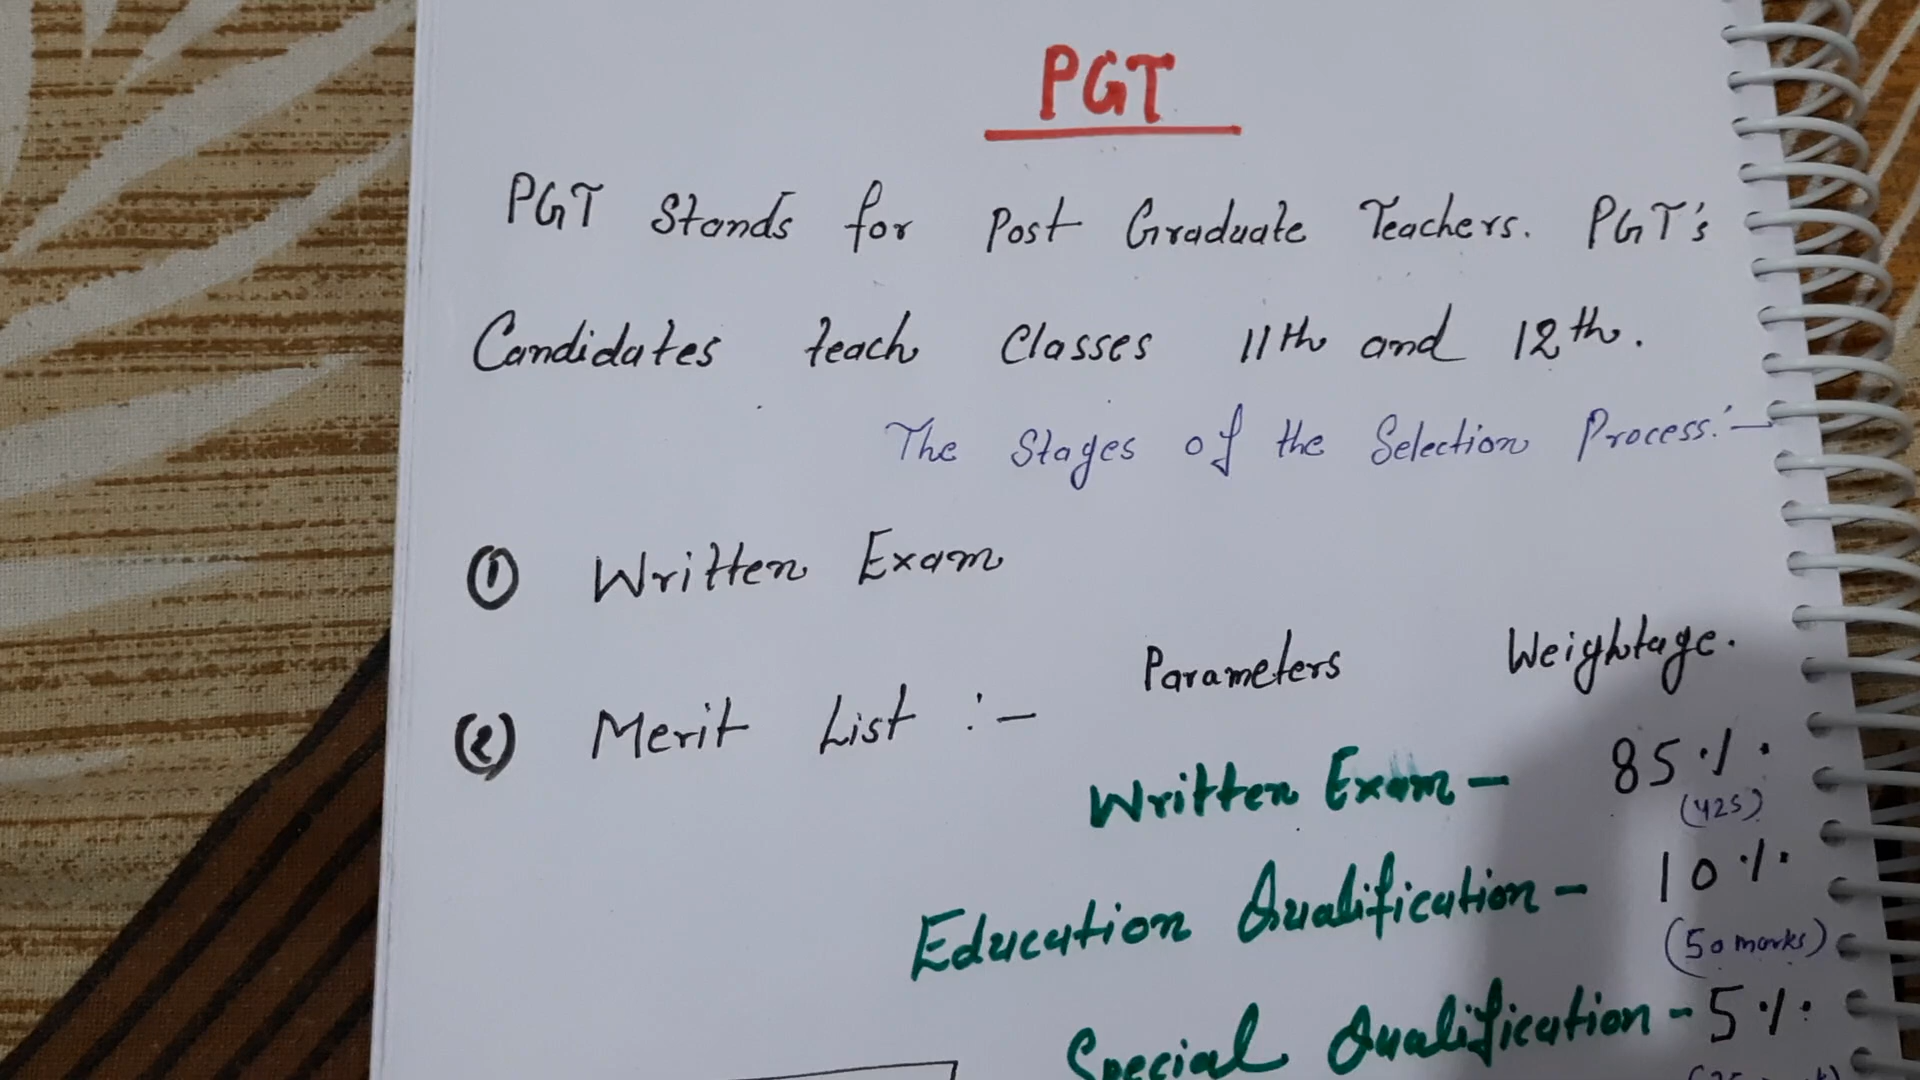 PGT
PGT Stands for Post Graduate Teachers. PGT's
Candidates teach Classes 11th and 12th.
The Stages of the Selection Process:-
① Written Exam
Parameters Weightage.
(2) Merit List :-
Written Exam - 85%.
(425)
Education Qualification - 10%.
(50 marks)
Special Qualification - 5%.